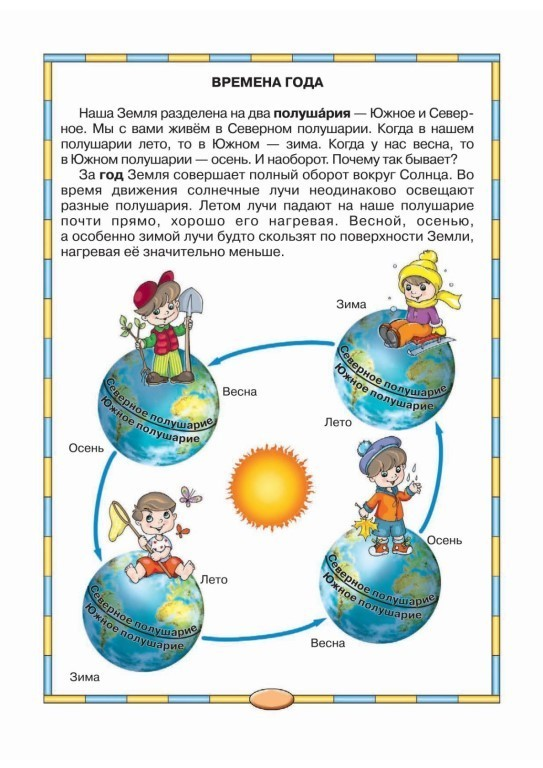 ВРЕМЕНА ГОДА
Наша Земля разделена на два полуша́рия — Южное и Север-
ное. Мы с вами живём в Северном полушарии. Когда в нашем
полушарии лето, то в Южном — зима. Когда у нас весна, то
в Южном полушарии — осень. И наоборот. Почему так бывает?
За год Земля совершает полный оборот вокруг Солнца. Во
время движения солнечные лучи неодинаково освещают
разные полушария. Летом лучи падают на наше полушарие
почти прямо, хорошо его нагревая. Весной, осенью,
а особенно зимой лучи будто скользят по поверхности Земли,
нагревая её значительно меньше.
Зима
Северное полушарие
Южное полушарие
Лето
Весна
Северное полушарие
Южное полушарие
Осень
Осень
Северное полушарие
Южное полушарие
Весна
Лето
Северное полушарие
Южное полушарие
Зима